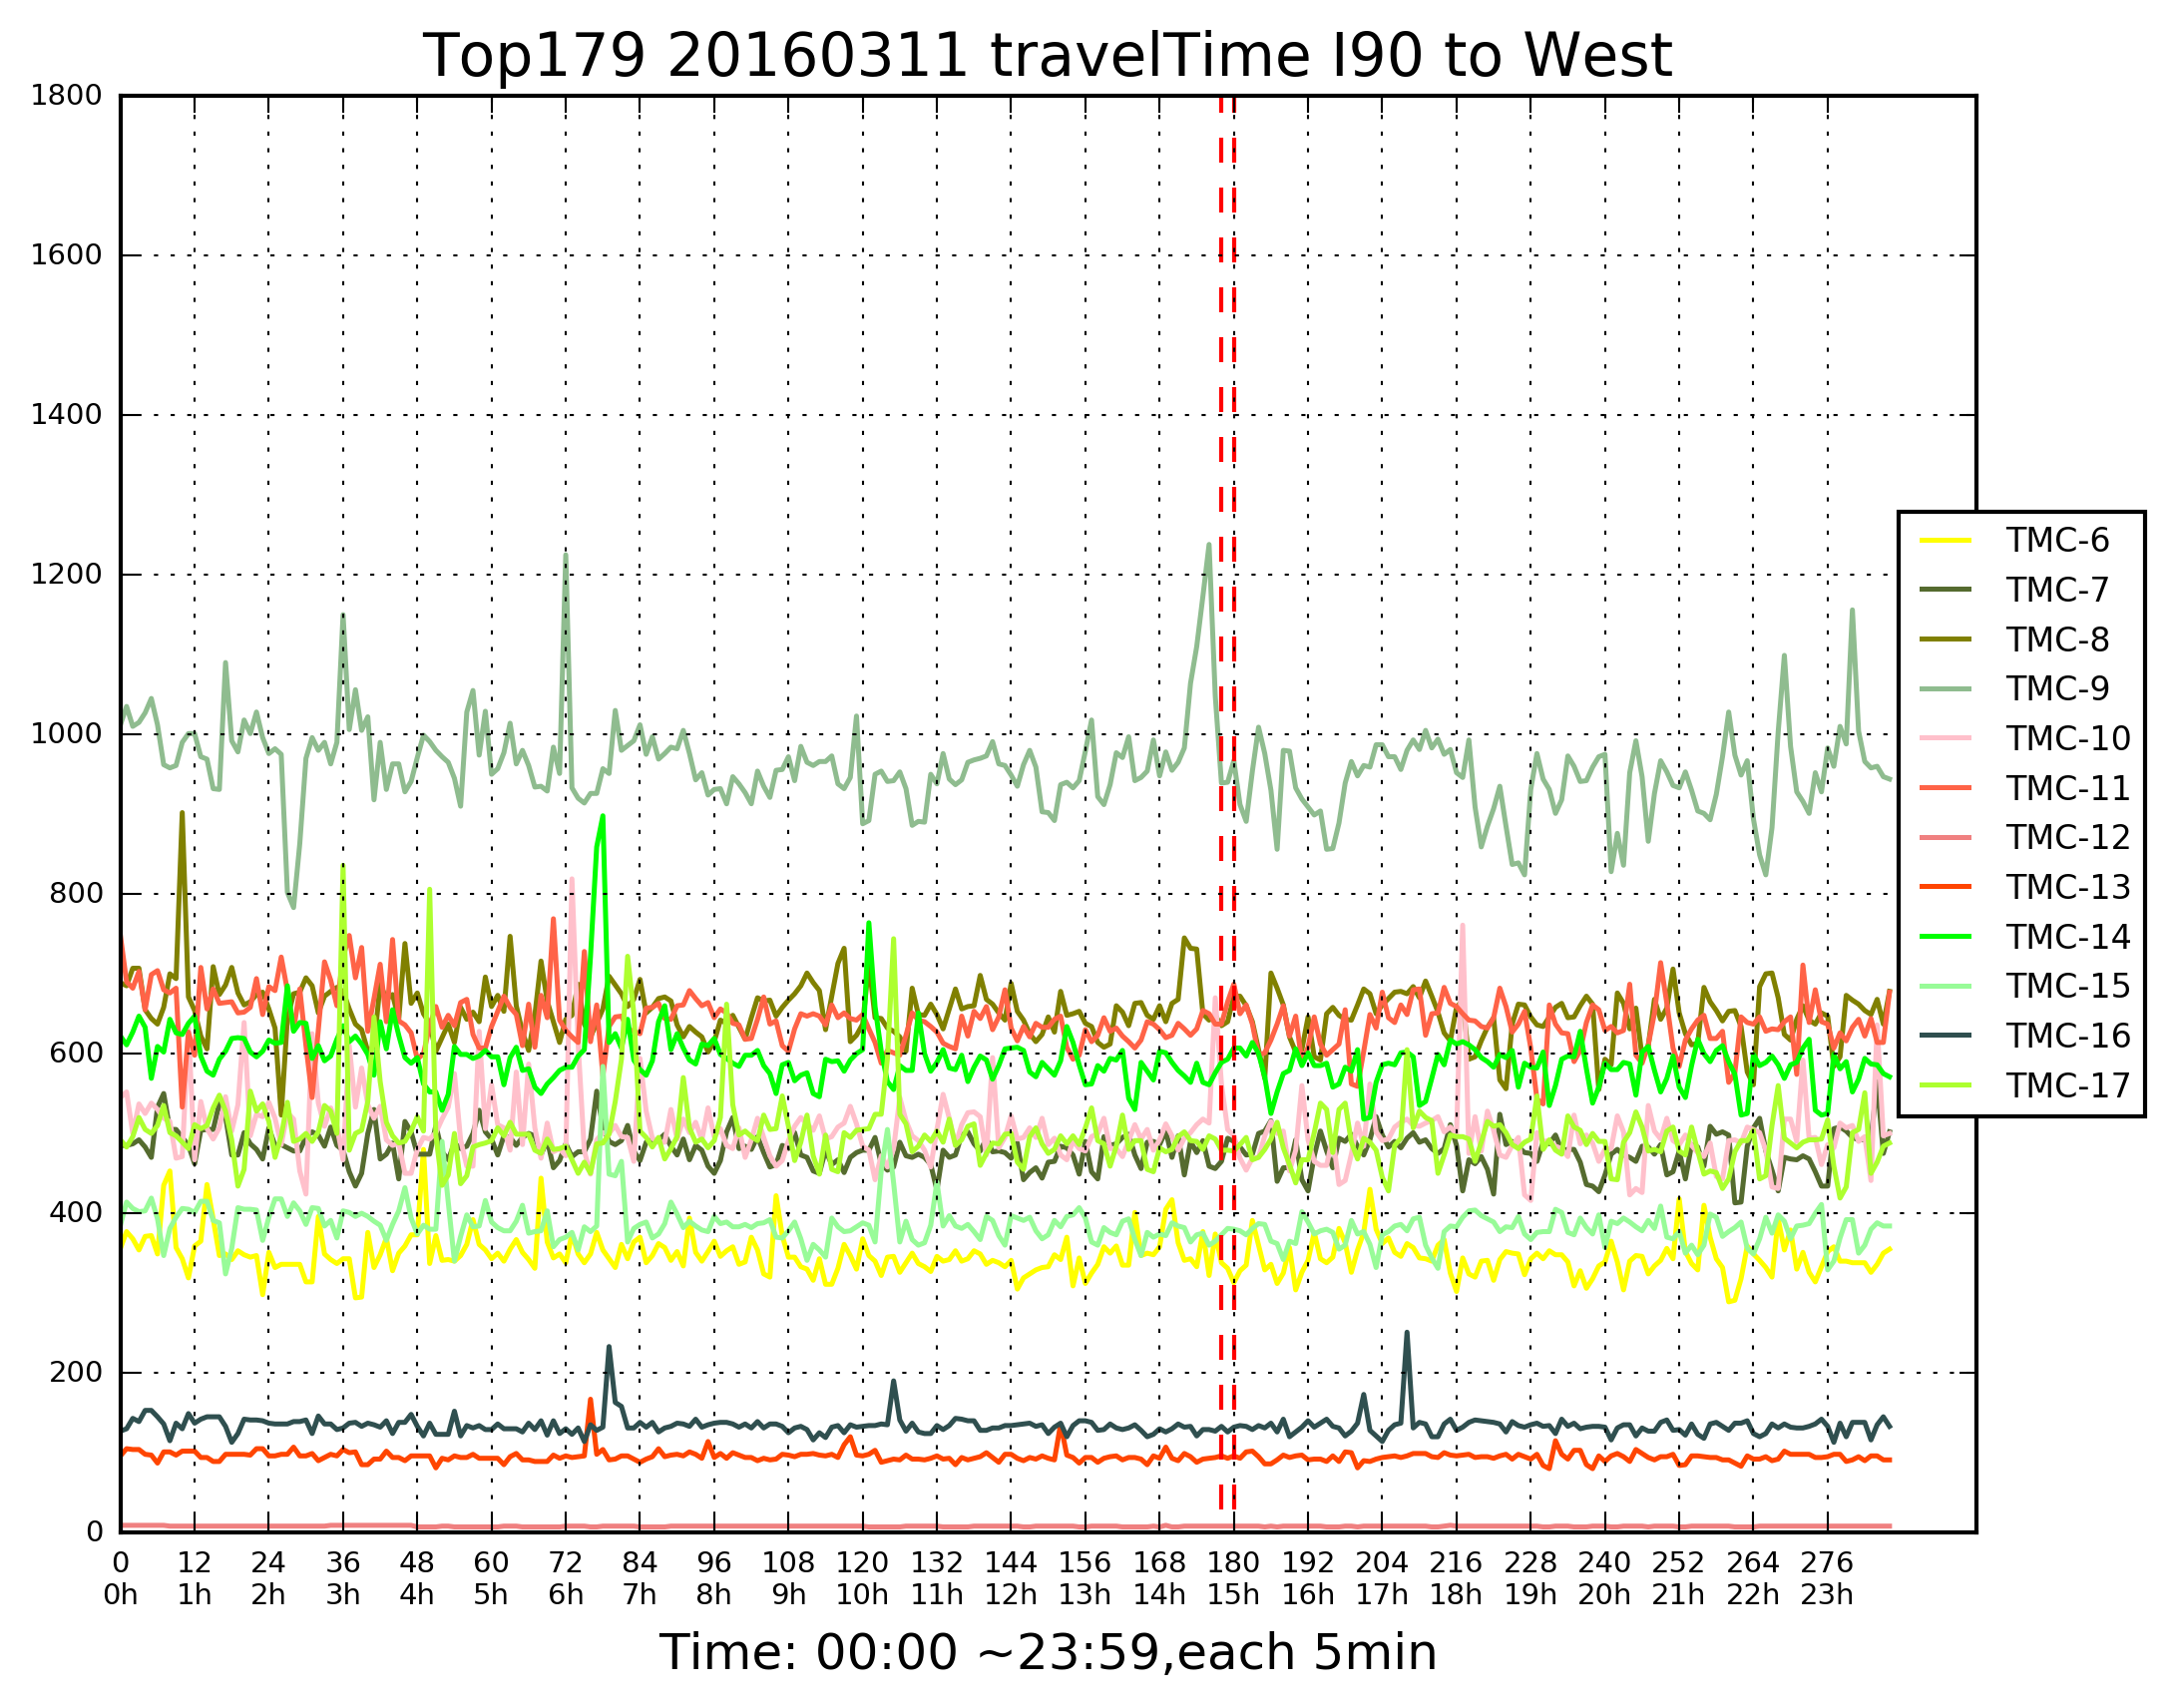 Top179 20160311 travelTime I90 to West
1800
1600
1400
1200
1000
800
600
400
200
0
TMC-6
TMC-7
TMC-8
TMC-9
TMC-10
TMC-11
TMC-12
TMC-13
TMC-14
TMC-15
TMC-16
TMC-17
0 12 24 36 48 60 72 84 96 108 120 132 144 156 168 180 192 204 216 228 240 252 264 276
0h 1h 2h 3h 4h 5h 6h 7h 8h 9h 10h 11h 12h 13h 14h 15h 16h 17h 18h 19h 20h 21h 22h 23h
Time: 00:00 ~23:59,each 5min